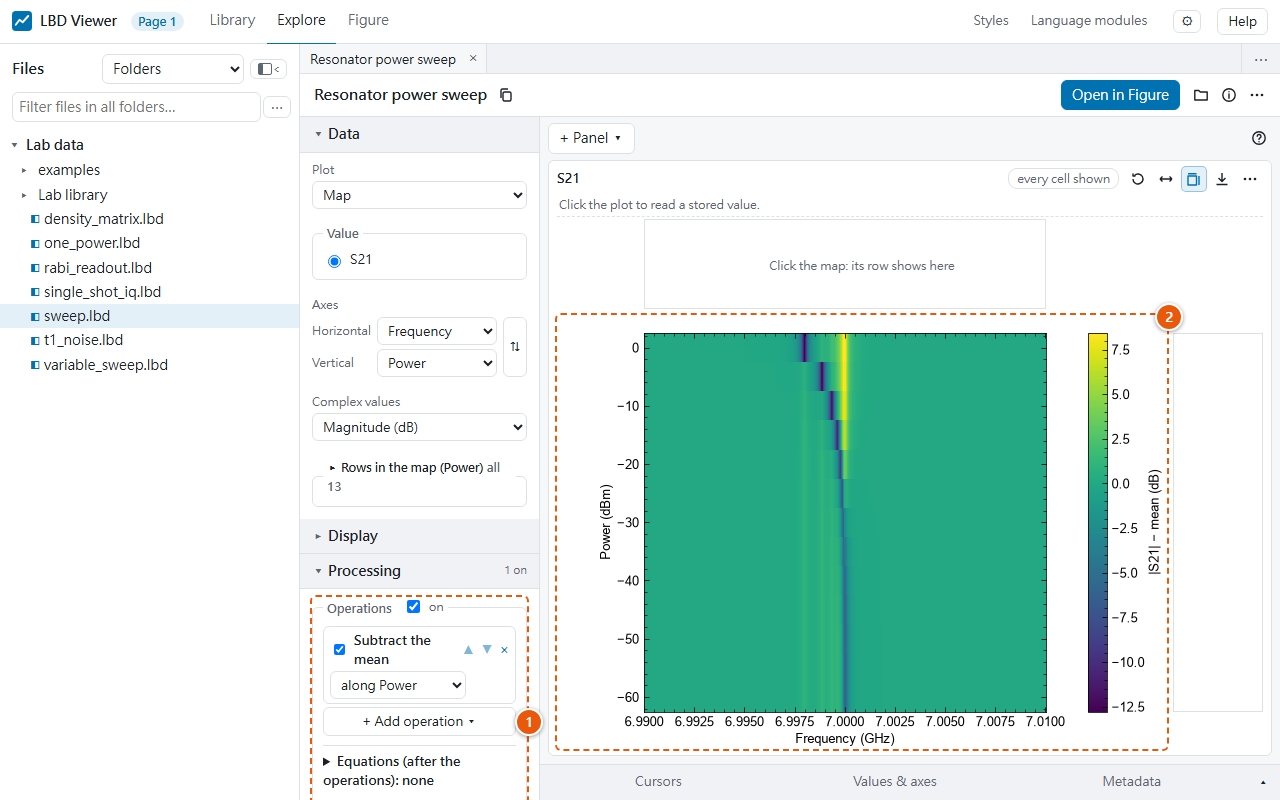 LBD Viewer Page 1 Library Explore Figure Styles Language modules Help
Files Folders
Filter files in all folders...
Lab data
examples
Lab library
density_matrix.lbd
one_power.lbd
rabi_readout.lbd
single_shot_iq.lbd
sweep.lbd
t1_noise.lbd
variable_sweep.lbd
Resonator power sweep ×
Resonator power sweep Open in Figure
Data
Plot
Map
Value
S21
Axes
Horizontal Frequency
Vertical Power
Complex values
Magnitude (dB)
Rows in the map (Power) all
13
Display
Processing 1 on
Operations on
Subtract the
mean
along Power
+ Add operation
1
Equations (after the
operations): none
+ Panel
S21 every cell shown
Click the plot to read a stored value.
Click the map: its row shows here
2
0
−10
−20
−30
−40
−50
−60
Power (dBm)
6.9900 6.9925 6.9950 6.9975 7.0000 7.0025 7.0050 7.0075 7.0100
Frequency (GHz)
7.5
5.0
2.5
0.0
−2.5
−5.0
−7.5
−10.0
−12.5
|S21| − mean (dB)
Cursors Values & axes Metadata